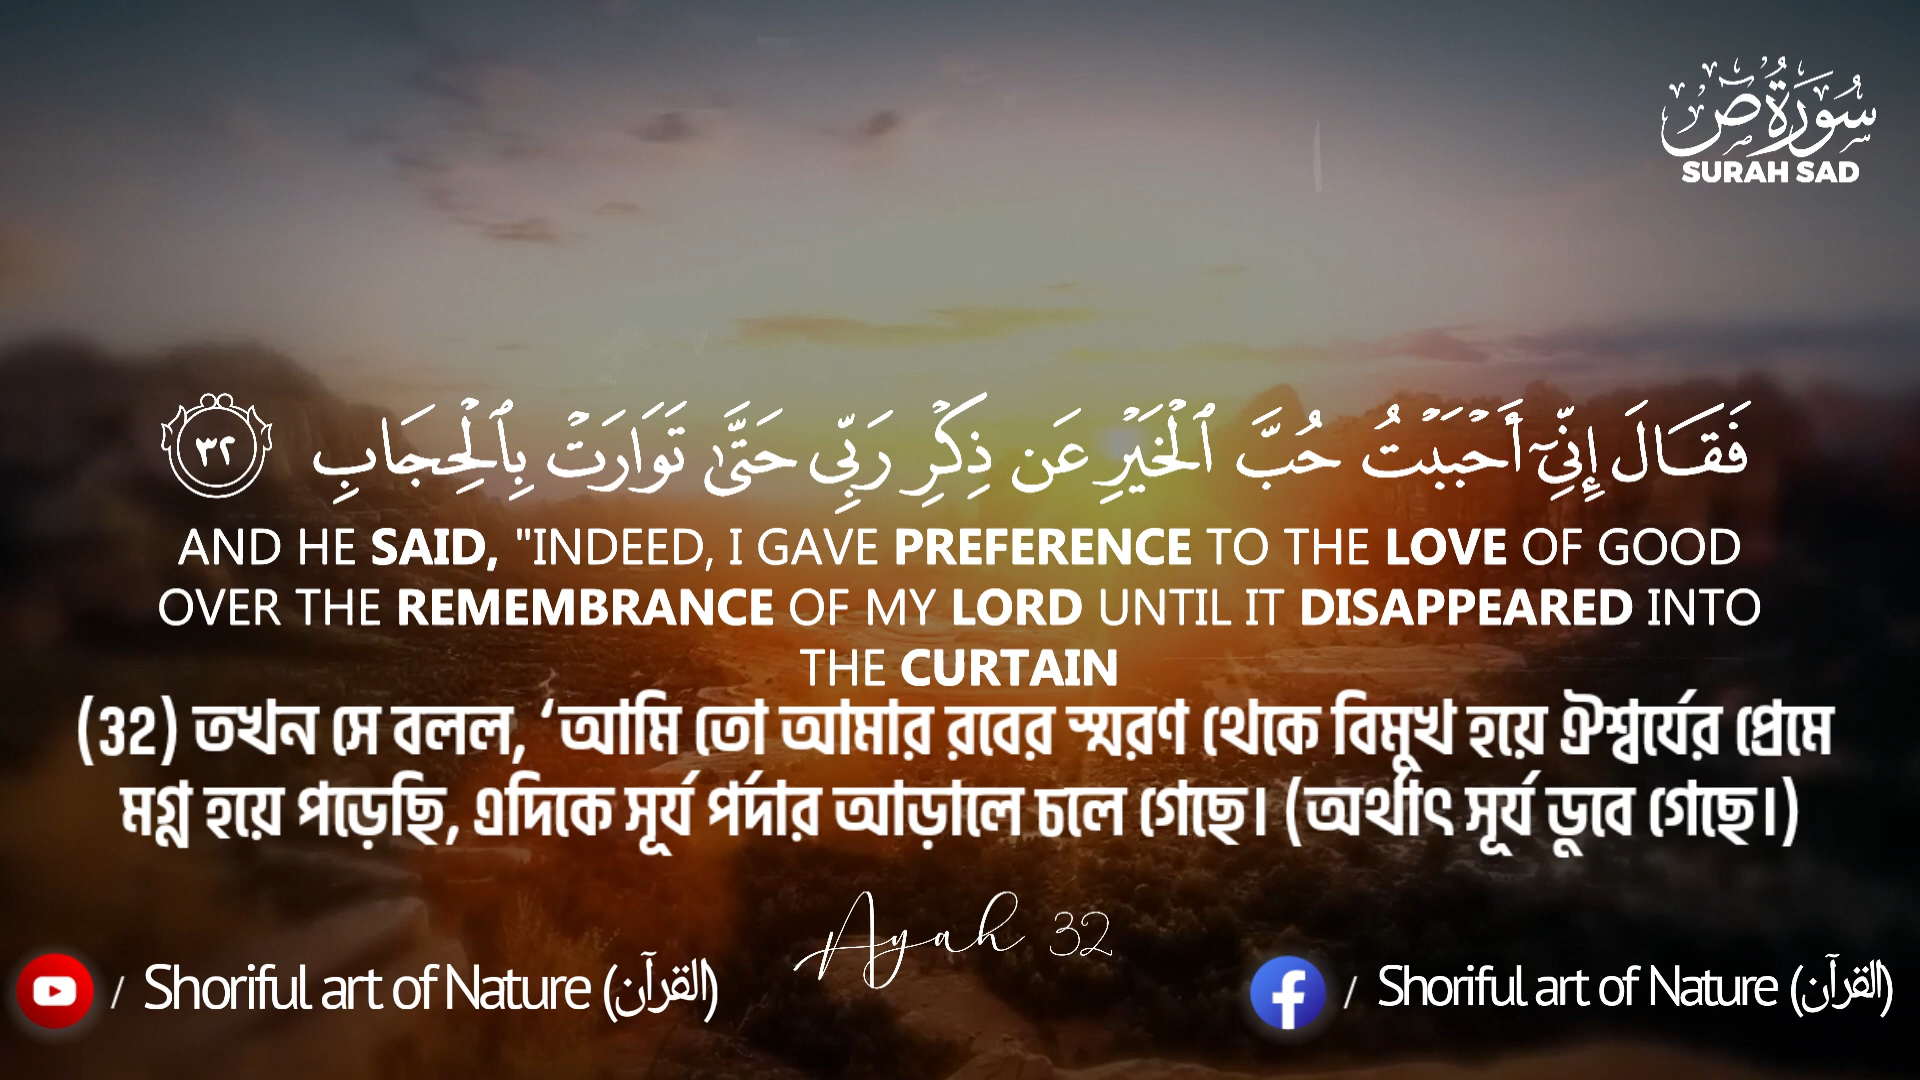 سُورَةُ صٓ
SURAH SAD
فَقَالَ إِنِّيٓ أَحۡبَبۡتُ حُبَّ ٱلۡخَيۡرِ عَن ذِكۡرِ رَبِّي حَتَّىٰ تَوَارَتۡ بِٱلۡحِجَابِ ٣٢
AND HE SAID, "INDEED, I GAVE PREFERENCE TO THE LOVE OF GOOD
OVER THE REMEMBRANCE OF MY LORD UNTIL IT DISAPPEARED INTO
THE CURTAIN
(32) তখন সে বলল, ‘আমি তো আমার রবের স্মরণ থেকে বিমুখ হয়ে ঐশ্বর্যের প্রেমে
মগ্ন হয়ে পড়েছি, এদিকে সূর্য পর্দার আড়ালে চলে গেছে। (অর্থাৎ সূর্য ডুবে গেছে।)
Ayah 32
/ Shoriful art of Nature (القرآن)
/ Shoriful art of Nature (القرآن)